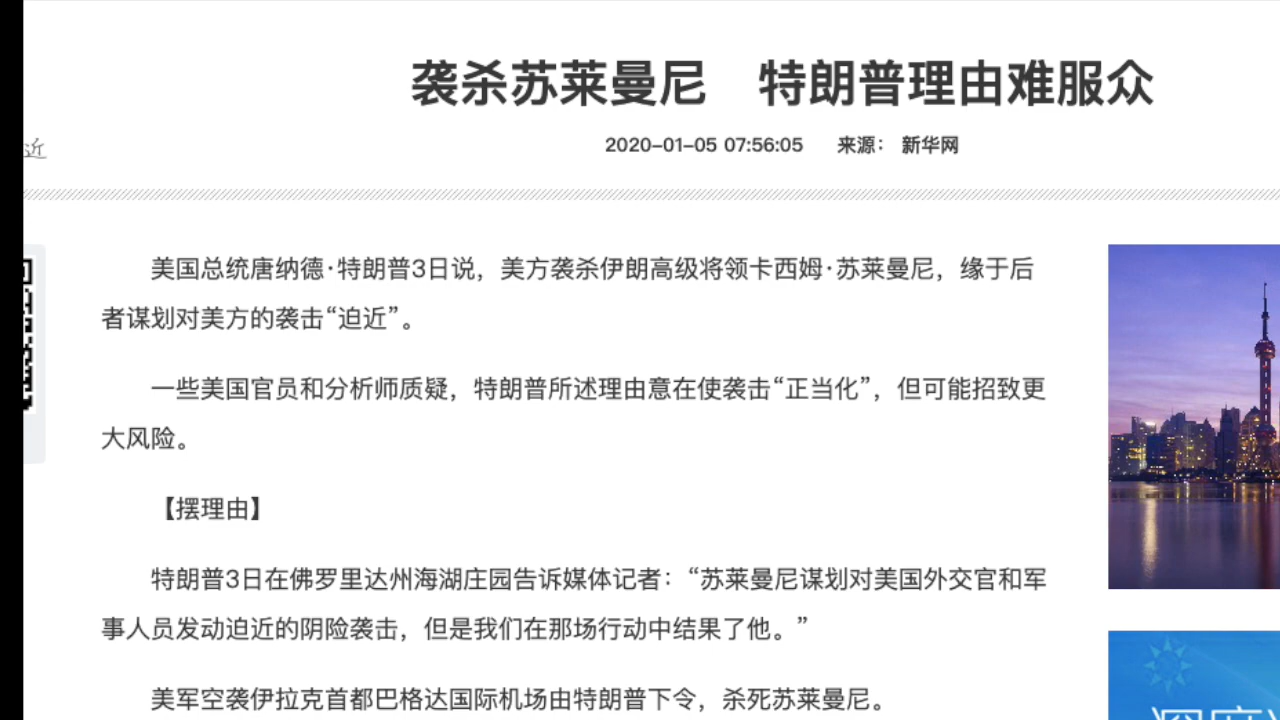 袭杀苏莱曼尼 特朗普理由难服众
2020-01-05 07:56:05 来源： 新华网
近
美国总统唐纳德·特朗普3日说，美方袭杀伊朗高级将领卡西姆·苏莱曼尼，缘于后
者谋划对美方的袭击“迫近”。
一些美国官员和分析师质疑，特朗普所述理由意在使袭击“正当化”，但可能招致更
大风险。
【摆理由】
特朗普3日在佛罗里达州海湖庄园告诉媒体记者：“苏莱曼尼谋划对美国外交官和军
事人员发动迫近的阴险袭击，但是我们在那场行动中结果了他。”
美军空袭伊拉克首都巴格达国际机场由特朗普下令，杀死苏莱曼尼。